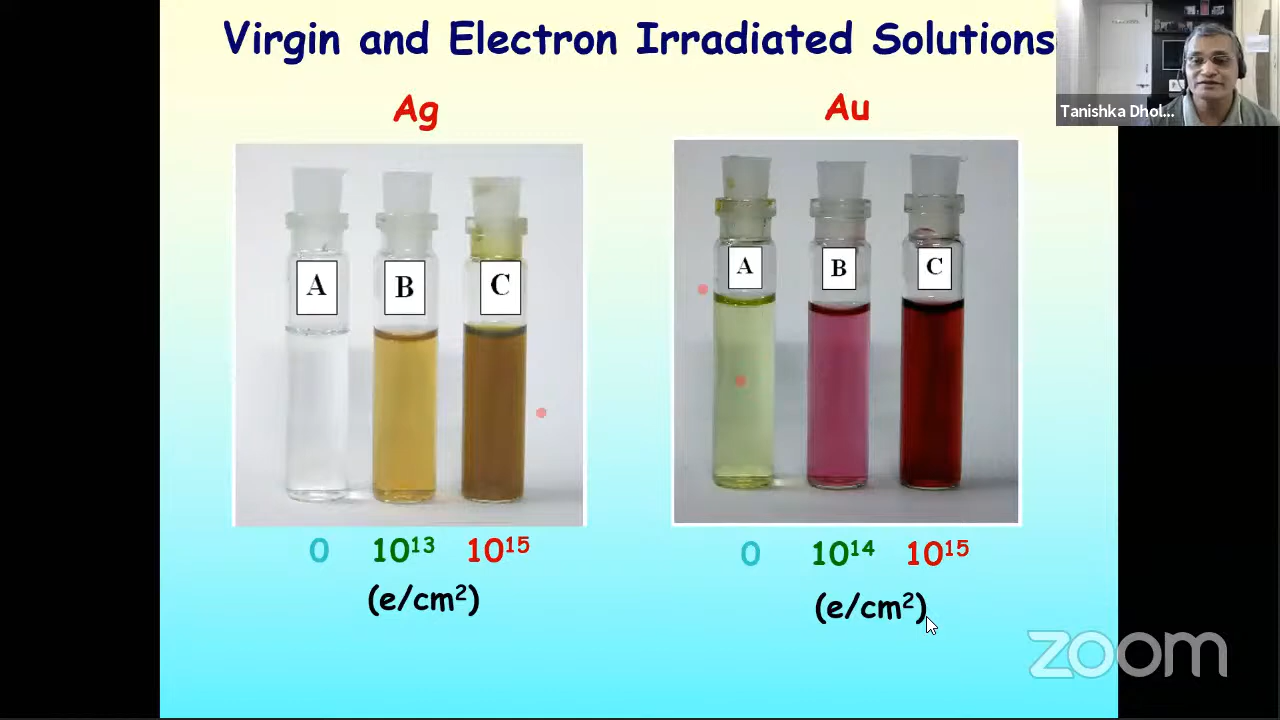 Virgin and Electron Irradiated Solutions
Tanishka Dhol...
Ag
Au
A
B
C
A
B
C
0 10¹³ 10¹⁵
(e/cm²)
0 10¹⁴ 10¹⁵
(e/cm²)
zoom